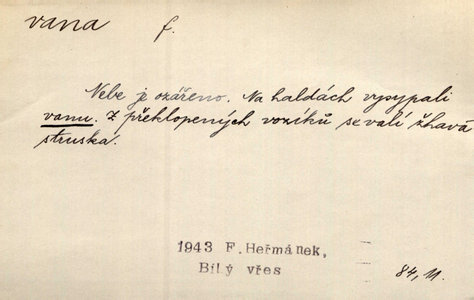 vana f.
Nebe je ozářeno. Na haldách vysypali
vanu. Z překlopených vozíků se valí žhavá
struska.
1943 F. Heřmánek,
Bílý vřes
84, 11.